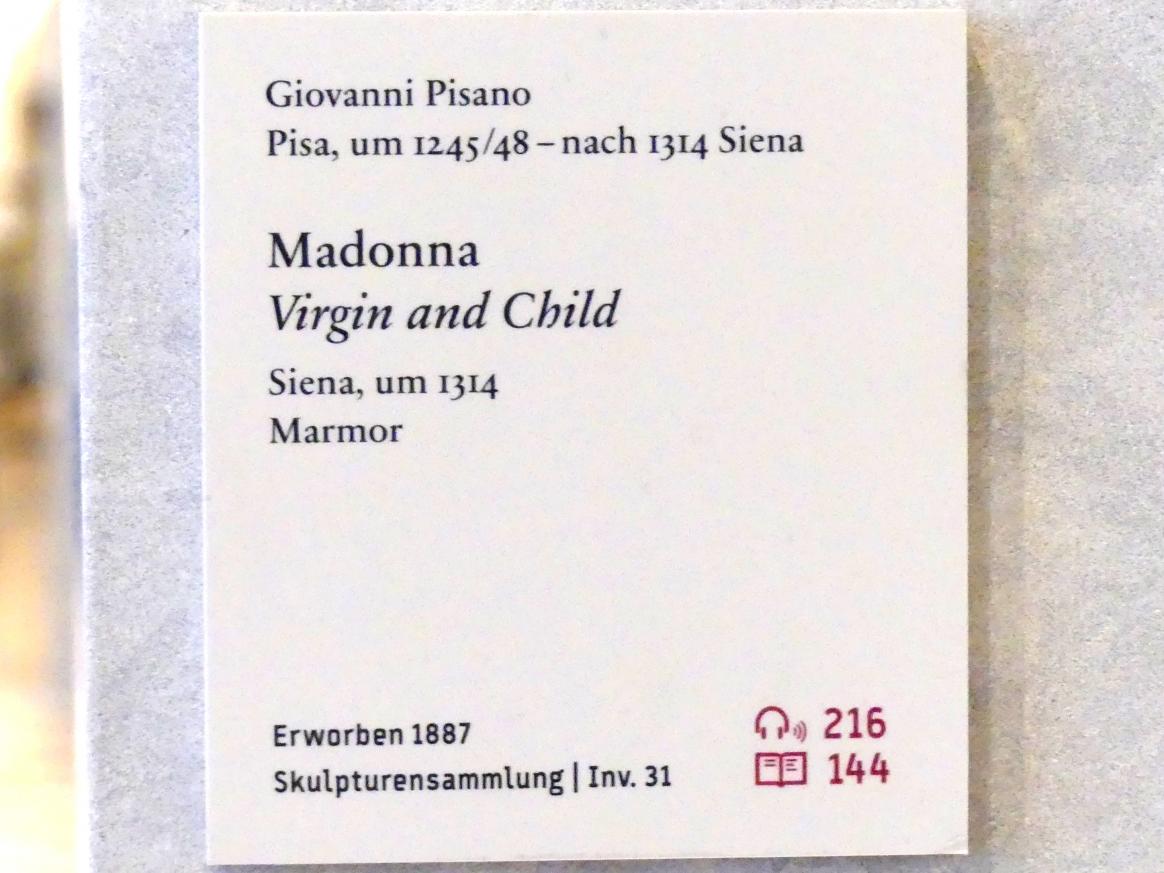 Giovanni Pisano
Pisa, um 1245/48 – nach 1314 Siena
Madonna
Virgin and Child
Siena, um 1314
Marmor
Erworben 1887
Skulpturensammlung | Inv. 31
216
144